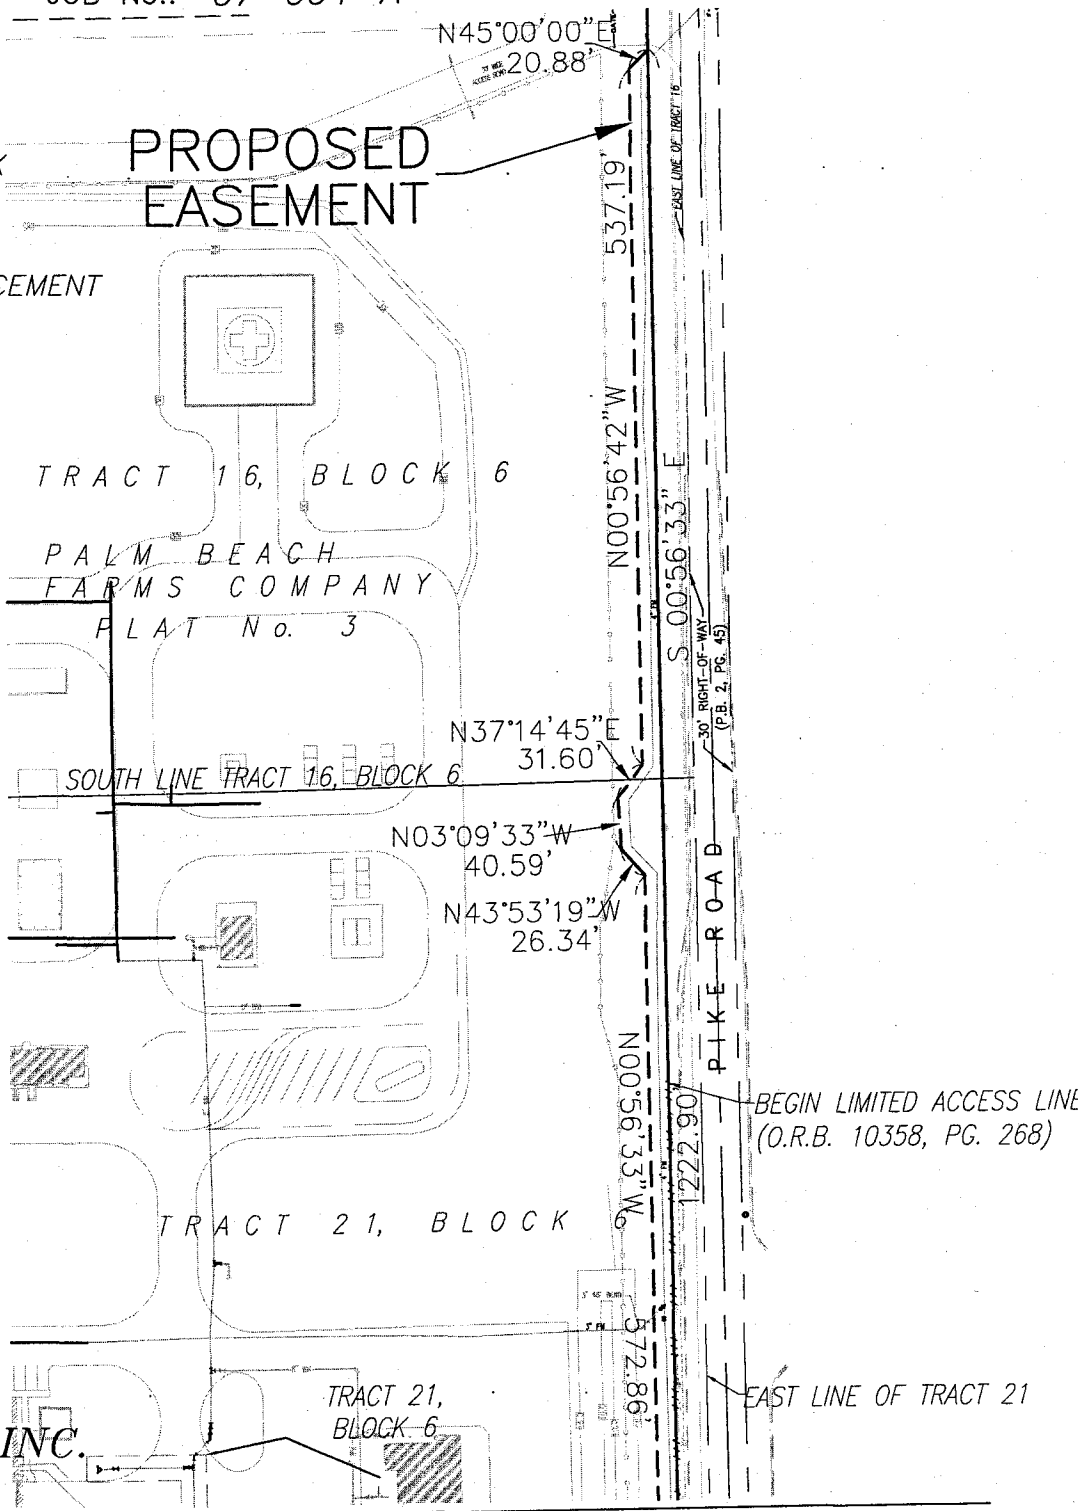 N45°00'00"E
20.88'
PROPOSED
EASEMENT
537.19'
EAST LINE OF TRACT 16
CEMENT
N00°56'42"W
TRACT 16, BLOCK 6
S 00°56'33" E
PALM BEACH
FARMS COMPANY
PLAT No. 3
30' RIGHT-OF-WAY
(P.B. 2, PG. 45)
N37°14'45"E
31.60'
SOUTH LINE TRACT 16, BLOCK 6
N03°09'33"W
40.59'
PIKE ROAD
N43°53'19"W
26.34'
N00°56'33"W
1222.90'
BEGIN LIMITED ACCESS LINE
(O.R.B. 10358, PG. 268)
TRACT 21, BLOCK 6
572.86'
TRACT 21,
BLOCK 6
EAST LINE OF TRACT 21
INC.